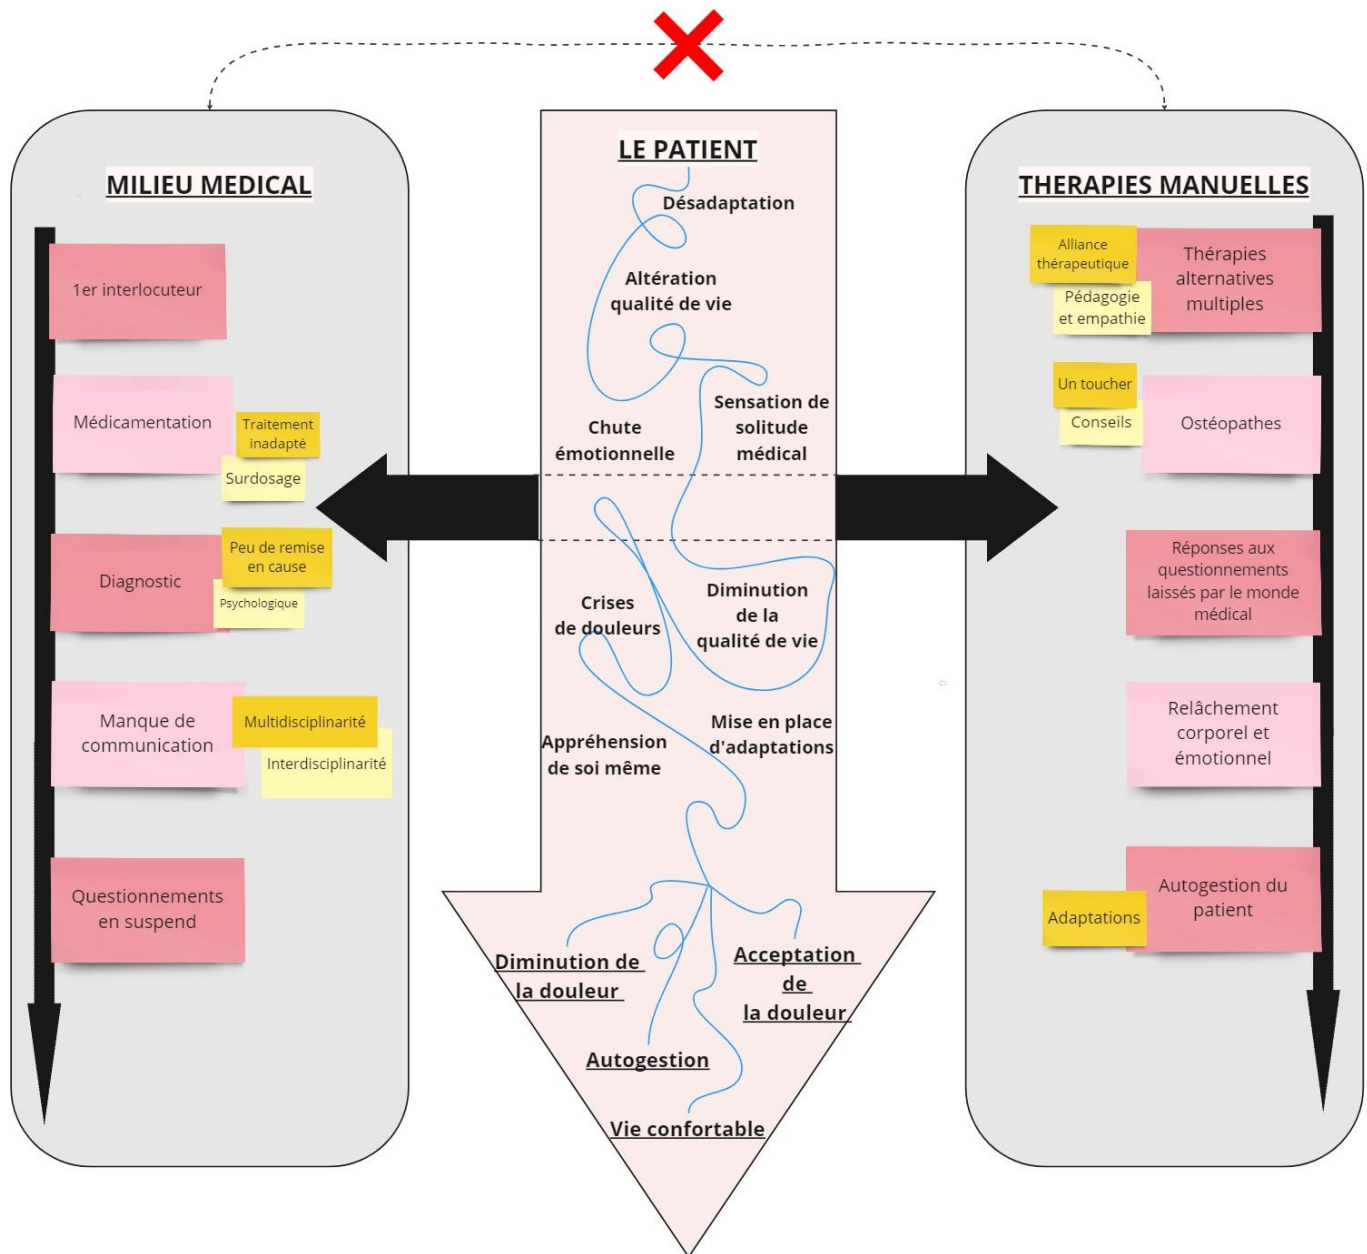 MILIEU MEDICAL
1er interlocuteur
Médicamentation
Traitement
inadapté
Surdosage
Diagnostic
Peu de remise
en cause
Psychologique
Manque de
communication
Multidisciplinarité
Interdisciplinarité
Questionnements
en suspend
LE PATIENT
Désadaptation
Altération
qualité de vie
Chute
émotionnelle
Sensation de
solitude
médical
Crises
de douleurs
Diminution
de la
qualité de vie
Appréhension
de soi même
Mise en place
d'adaptations
Diminution de
la douleur
Acceptation
de
la douleur
Autogestion
Vie confortable
THERAPIES MANUELLES
Alliance
thérapeutique
Pédagogie
et empathie
Thérapies
alternatives
multiples
Un toucher
Conseils
Ostéopathes
Réponses aux
questionnements
laissés par le monde
médical
Relâchement
corporel et
émotionnel
Adaptations
Autogestion du
patient